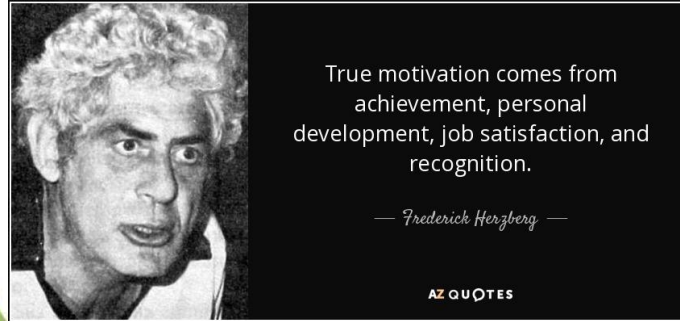 True motivation comes from
achievement, personal
development, job satisfaction, and
recognition.
— Frederick Herzberg —
AZ QUOTES